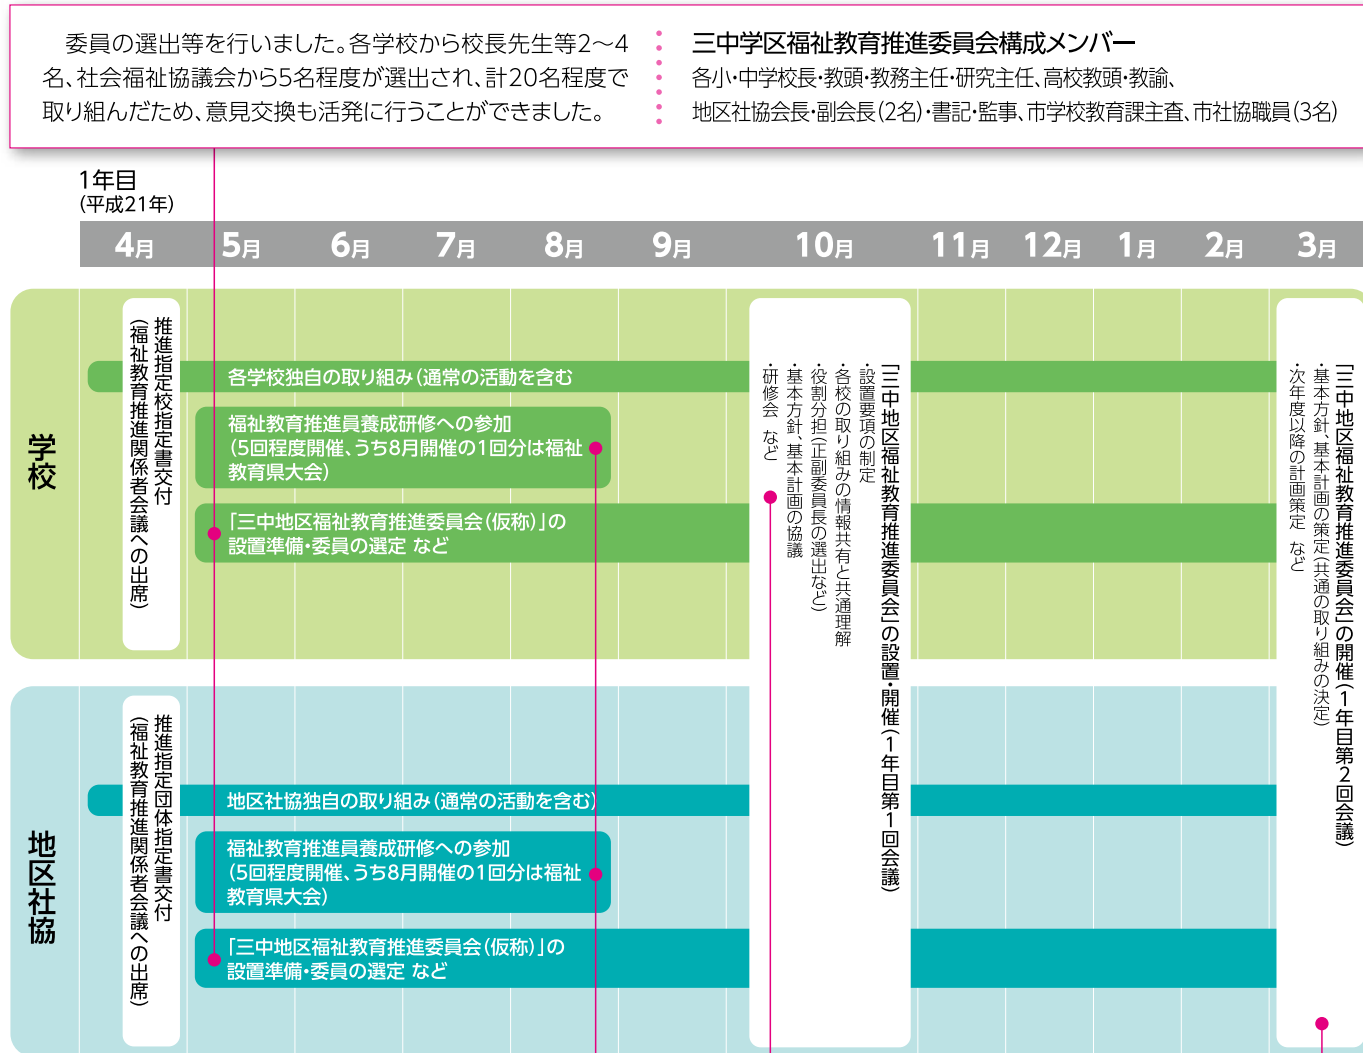 委員の選出等を行いました。各学校から校長先生等2〜4
名、社会福祉協議会から5名程度が選出され、計20名程度で
取り組んだため、意見交換も活発に行うことができました。
三中学区福祉教育推進委員会構成メンバー
各小・中学校長・教頭・教務主任・研究主任、高校教頭・教諭、
地区社協会長・副会長(2名)・書記・監事、市学校教育課主査、市社協職員(3名)
1年目
(平成21年)
4月 5月 6月 7月 8月 9月 10月 11月 12月 1月 2月 3月
学校
推進指定校指定書交付
(福祉教育推進関係者会議への出席)
各学校独自の取り組み(通常の活動を含む
福祉教育推進員養成研修への参加
(5回程度開催、うち8月開催の1回分は福祉
教育県大会)
「三中地区福祉教育推進委員会(仮称)」の
設置準備・委員の選定 など
「三中地区福祉教育推進委員会」の設置・開催(1年目第1回会議)
・設置要項の制定
・各校の取り組みの情報共有と共通理解
・役割分担(正副委員長の選出など)
・基本方針、基本計画の協議
・研修会 など
「三中地区福祉教育推進委員会」の開催(1年目第2回会議)
・基本方針、基本計画の策定(共通の取り組みの決定)
・次年度以降の計画策定 など
地区社協
推進指定団体指定書交付
(福祉教育推進関係者会議への出席)
地区社協独自の取り組み(通常の活動を含む)
福祉教育推進員養成研修への参加
(5回程度開催、うち8月開催の1回分は福祉
教育県大会)
「三中地区福祉教育推進委員会(仮称)」の
設置準備・委員の選定 など